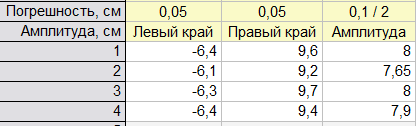 Погрешность, см 0,05 0,05 0,1 / 2
Амплитуда, см Левый край Правый край Амплитуда
1 -6,4 9,6 8
2 -6,1 9,2 7,65
3 -6,3 9,7 8
4 -6,4 9,4 7,9